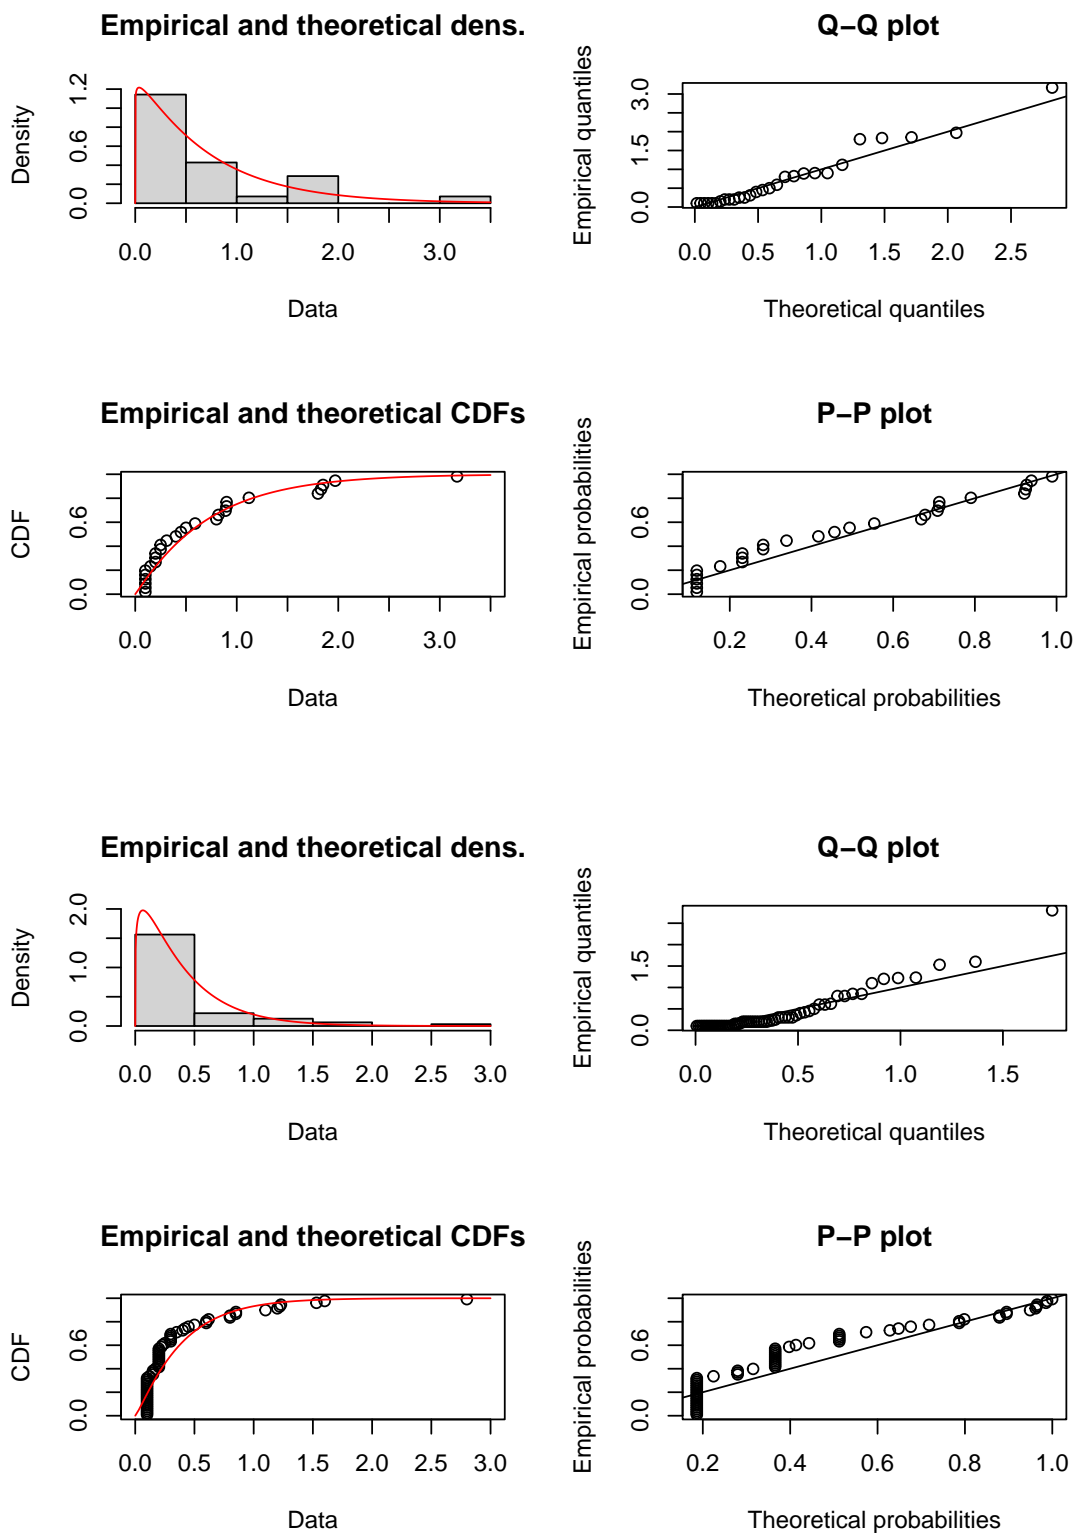 Empirical and theoretical dens.
Density
0.0 0.6 1.2
0.0 1.0 2.0 3.0
Data
Q−Q plot
Empirical quantiles
0.0 1.5 3.0
0.0 0.5 1.0 1.5 2.0 2.5
Theoretical quantiles
Empirical and theoretical CDFs
CDF
0.0 0.6
0.0 1.0 2.0 3.0
Data
P−P plot
Empirical probabilities
0.0 0.6
0.2 0.4 0.6 0.8 1.0
Theoretical probabilities
Empirical and theoretical dens.
Density
0.0 1.0 2.0
0.0 0.5 1.0 1.5 2.0 2.5 3.0
Data
Q−Q plot
Empirical quantiles
0.0 1.5
0.0 0.5 1.0 1.5
Theoretical quantiles
Empirical and theoretical CDFs
CDF
0.0 0.6
0.0 0.5 1.0 1.5 2.0 2.5 3.0
Data
P−P plot
Empirical probabilities
0.0 0.6
0.2 0.4 0.6 0.8 1.0
Theoretical probabilities